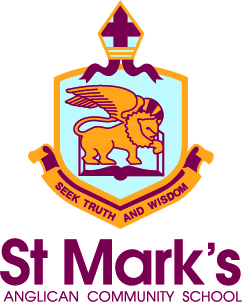 SEEK TRUTH AND WISDOM
St Mark's
ANGLICAN COMMUNITY SCHOOL